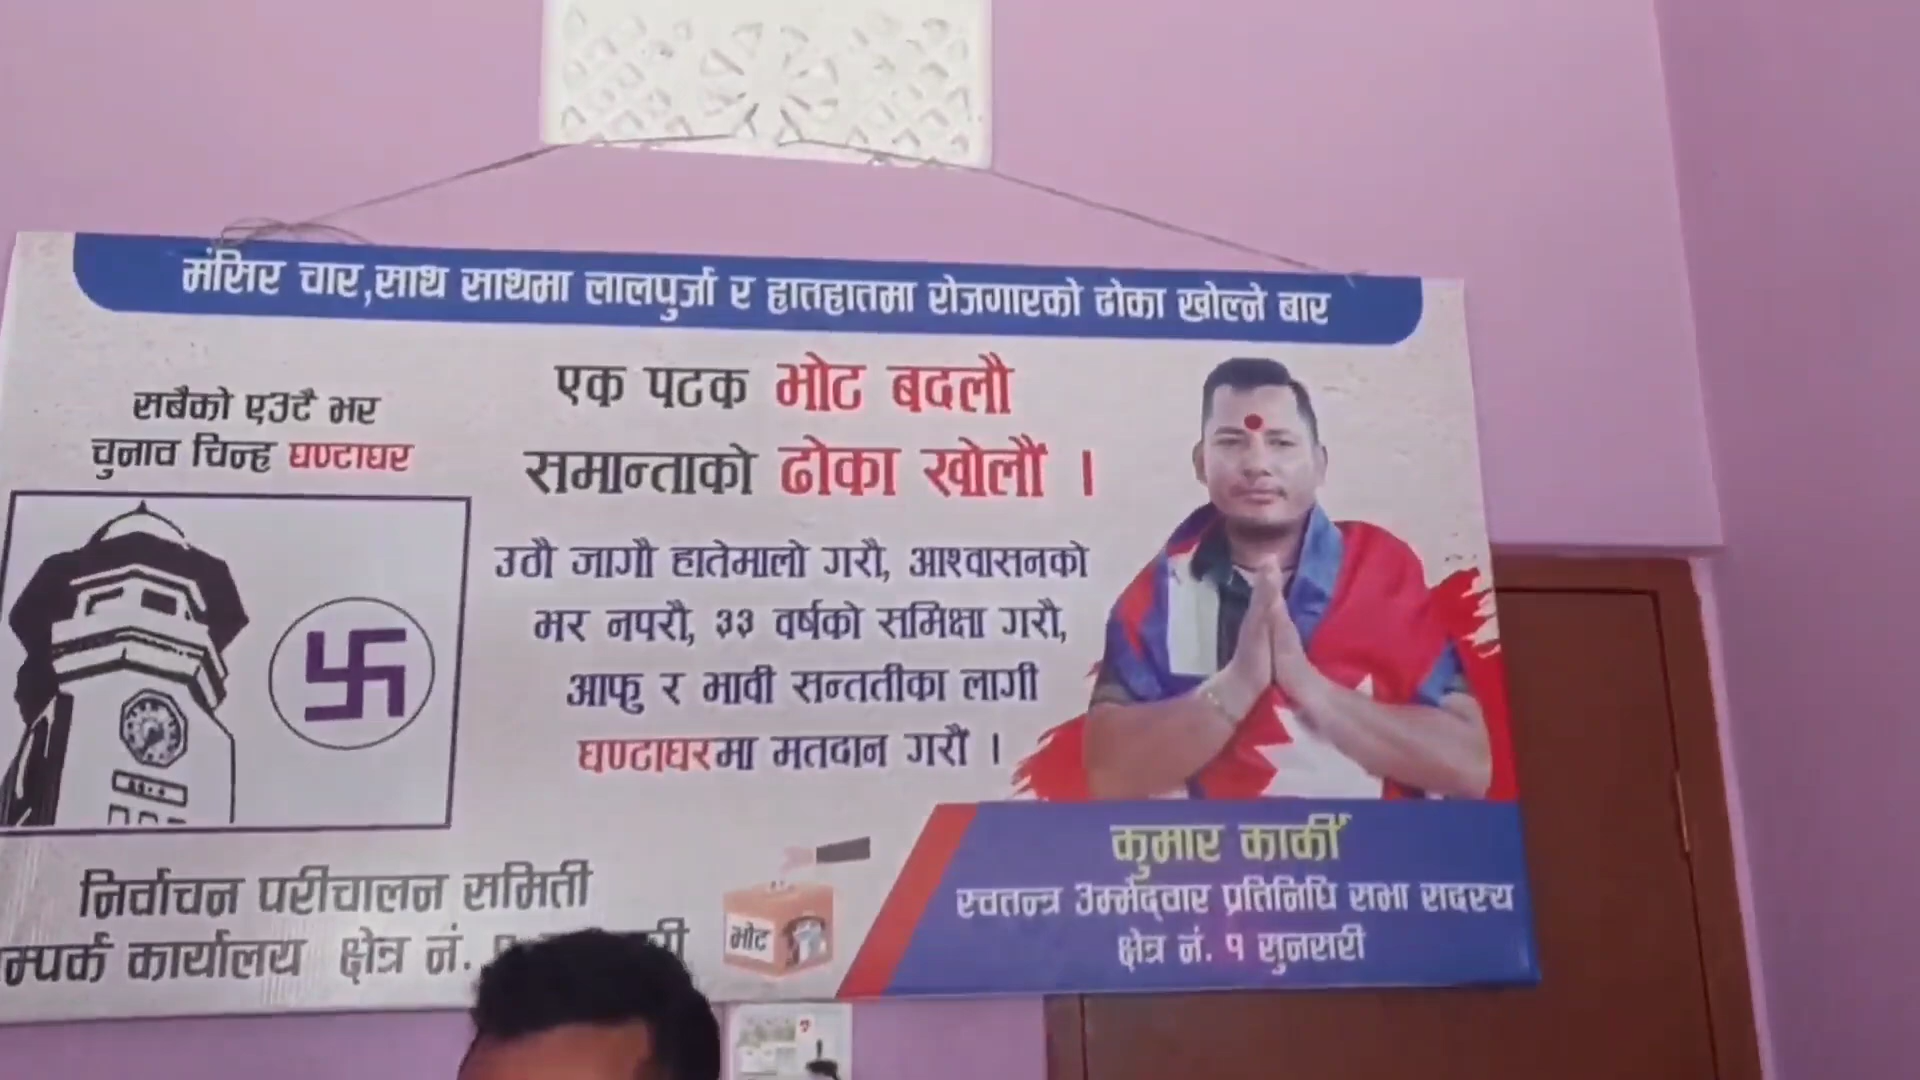 मंसिर चार,साथ साथमा लालपुर्जा र हातहातमा रोजगारको ढोका खोल्ने बार
सबैको एउटै भर
चुनाव चिन्ह घण्टाघर
एक पटक भोट बदलौ
समान्ताको ढोका खोलौं ।
उठौ जागौ हातेमालो गरौ, आश्वासनको
भर नपरौ, ३३ वर्षको समिक्षा गरौ,
आफु र भावी सन्ततीका लागी
घण्टाघरमा मतदान गरौं ।
निर्वाचन परीचालन समिती
म्पर्क कार्यालय क्षेत्र नं.
भोट
कुमार कार्की
स्वतन्त्र उम्मेद्वार प्रतिनिधि सभा सदस्य
क्षेत्र नं. १ सुनसरी